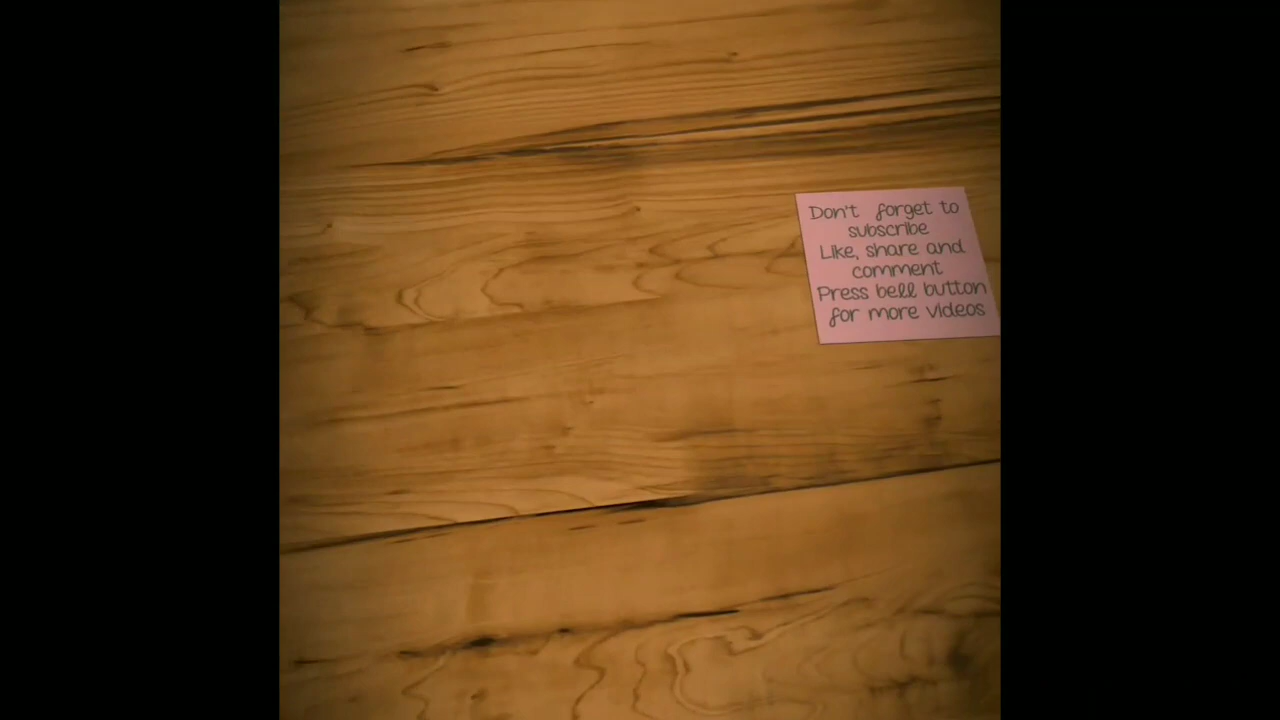 Don't forget to
subscribe
Like, share and
comment
Press bell button
for more videos